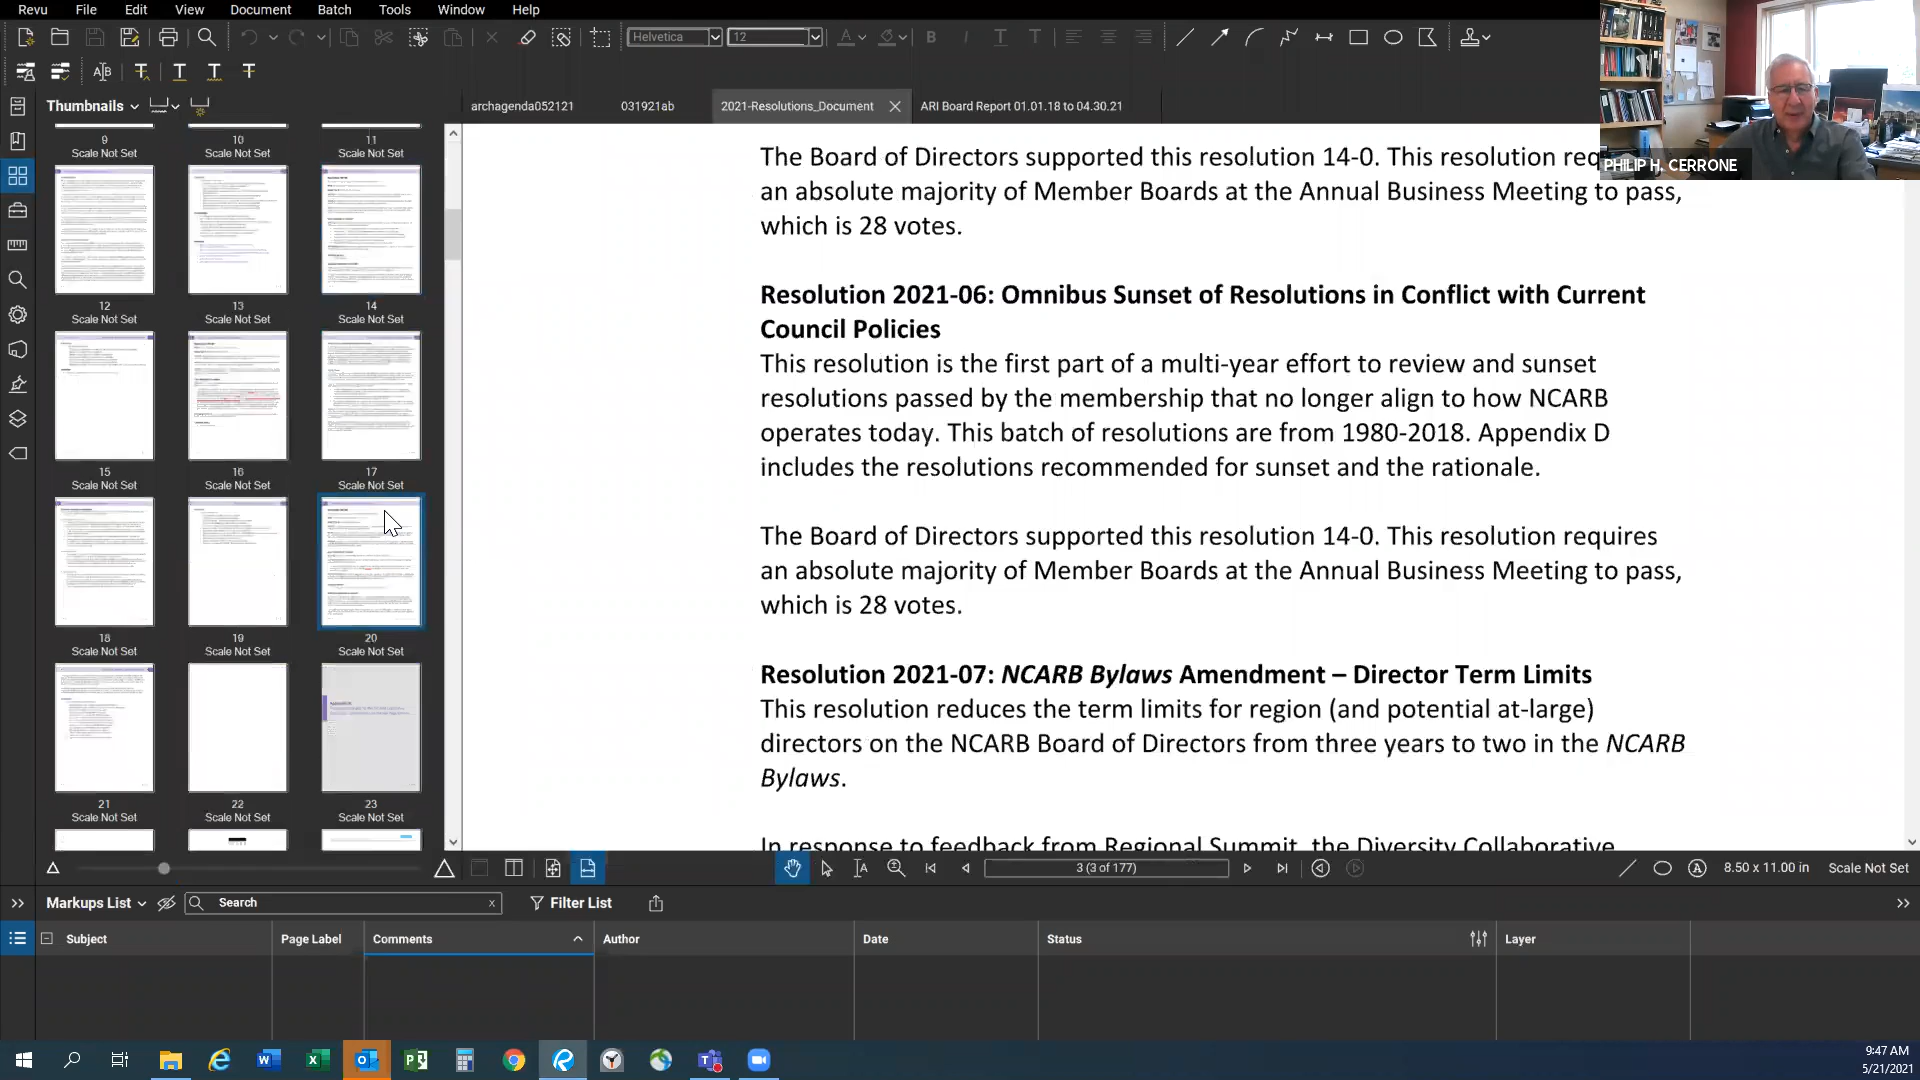 Revu File Edit View Document Batch Tools Window Help
Helvetica 12
Thumbnails
archagenda052121 031921ab 2021-Resolutions_Document ARI Board Report 01.01.18 to 04.30.21
PHILIP H. CERRONE
9 10 11
Scale Not Set Scale Not Set Scale Not Set
12 13 14
Scale Not Set Scale Not Set Scale Not Set
15 16 17
Scale Not Set Scale Not Set Scale Not Set
18 19 20
Scale Not Set Scale Not Set Scale Not Set
21 22 23
Scale Not Set Scale Not Set Scale Not Set
The Board of Directors supported this resolution 14-0. This resolution req
an absolute majority of Member Boards at the Annual Business Meeting to pass,
which is 28 votes.
Resolution 2021-06: Omnibus Sunset of Resolutions in Conflict with Current
Council Policies
This resolution is the first part of a multi-year effort to review and sunset
resolutions passed by the membership that no longer align to how NCARB
operates today. This batch of resolutions are from 1980-2018. Appendix D
includes the resolutions recommended for sunset and the rationale.
The Board of Directors supported this resolution 14-0. This resolution requires
an absolute majority of Member Boards at the Annual Business Meeting to pass,
which is 28 votes.
Resolution 2021-07: NCARB Bylaws Amendment – Director Term Limits
This resolution reduces the term limits for region (and potential at-large)
directors on the NCARB Board of Directors from three years to two in the NCARB
Bylaws.
In response to feedback from Regional Summit, the Diversity Collaborative
3 (3 of 177) 8.50 x 11.00 in Scale Not Set
Markups List Search x Filter List
Subject Page Label Comments Author Date Status Layer
9:47 AM
5/21/2021